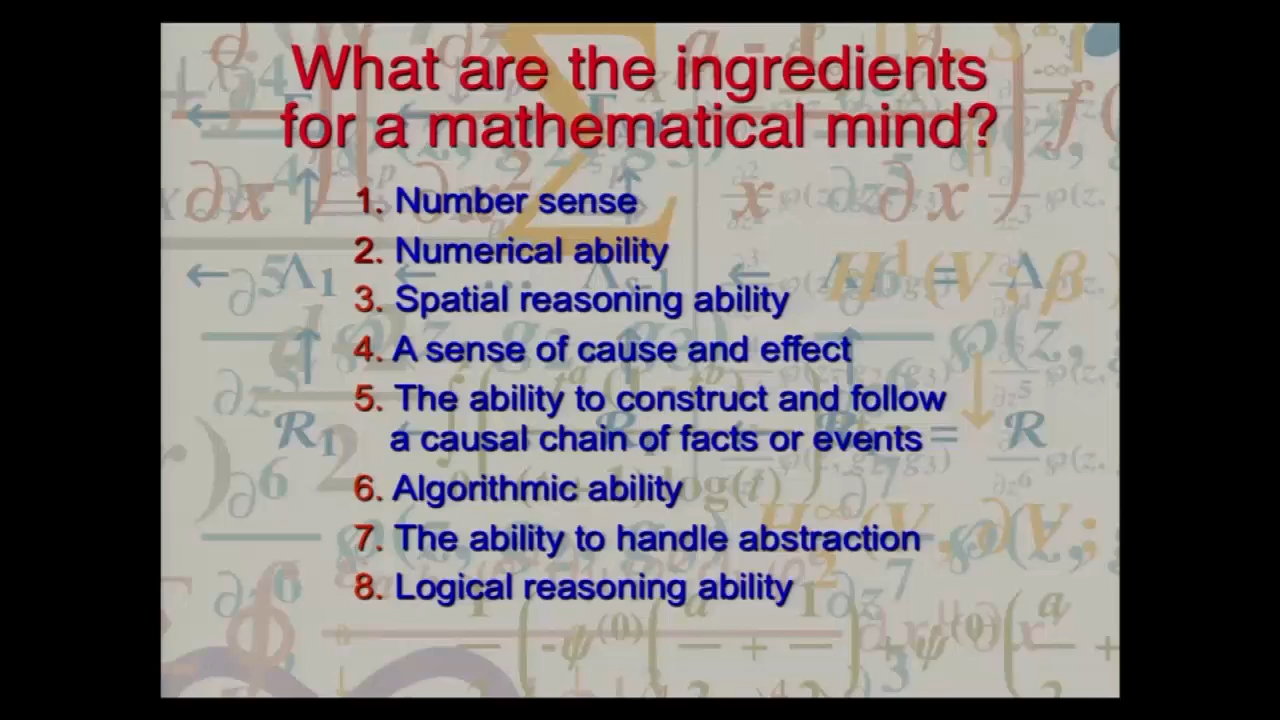 What are the ingredients
for a mathematical mind?
1. Number sense
2. Numerical ability
3. Spatial reasoning ability
4. A sense of cause and effect
5. The ability to construct and follow
a causal chain of facts or events
6. Algorithmic ability
7. The ability to handle abstraction
8. Logical reasoning ability